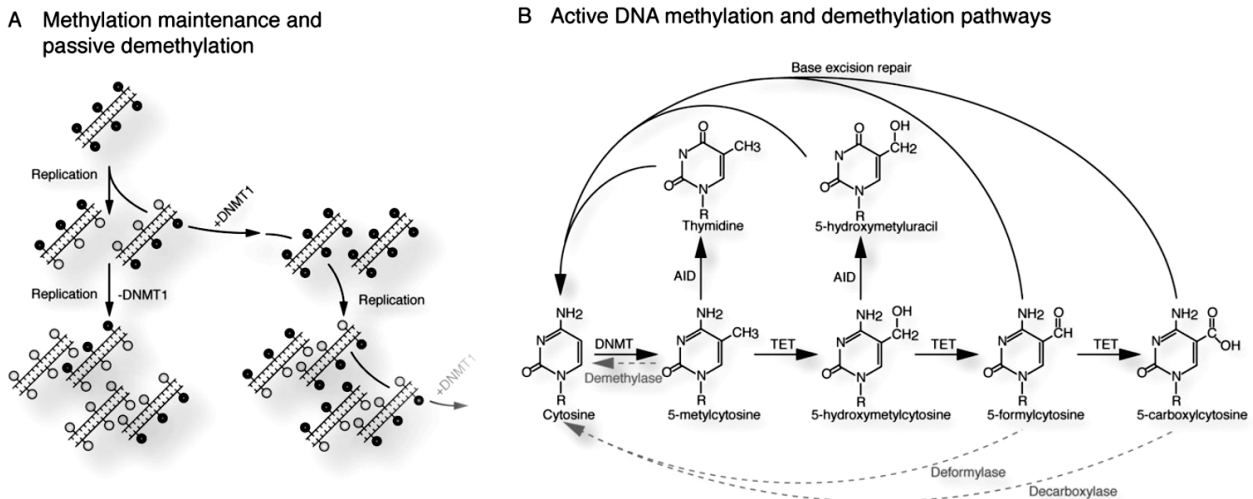 A Methylation maintenance and
passive demethylation
Replication
+DNMT1
Replication
-DNMT1
Replication
+DNMT1
B Active DNA methylation and demethylation pathways
Base excision repair
O
CH3
N
O
N
R
Thymidine
O
OH
CH2
N
O
N
R
5-hydroxymetyluracil
AID
AID
NH2
N
O
N
R
Cytosine
DNMT
Demethylase
NH2
CH3
N
O
N
R
5-metylcytosine
TET
NH2
OH
CH2
N
O
N
R
5-hydroxymetylcytosine
TET
NH2
O
CH
N
O
N
R
5-formylcytosine
TET
NH2
O
C
OH
N
O
N
R
5-carboxylcytosine
Deformylase
Decarboxylase